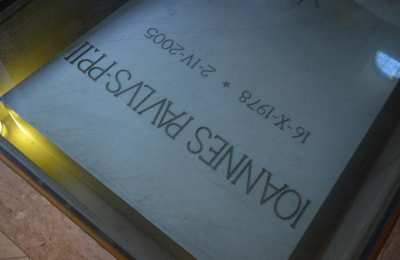 IOANNES PAVLVS·PP·II
16·X·1978 * 2·IV·2005